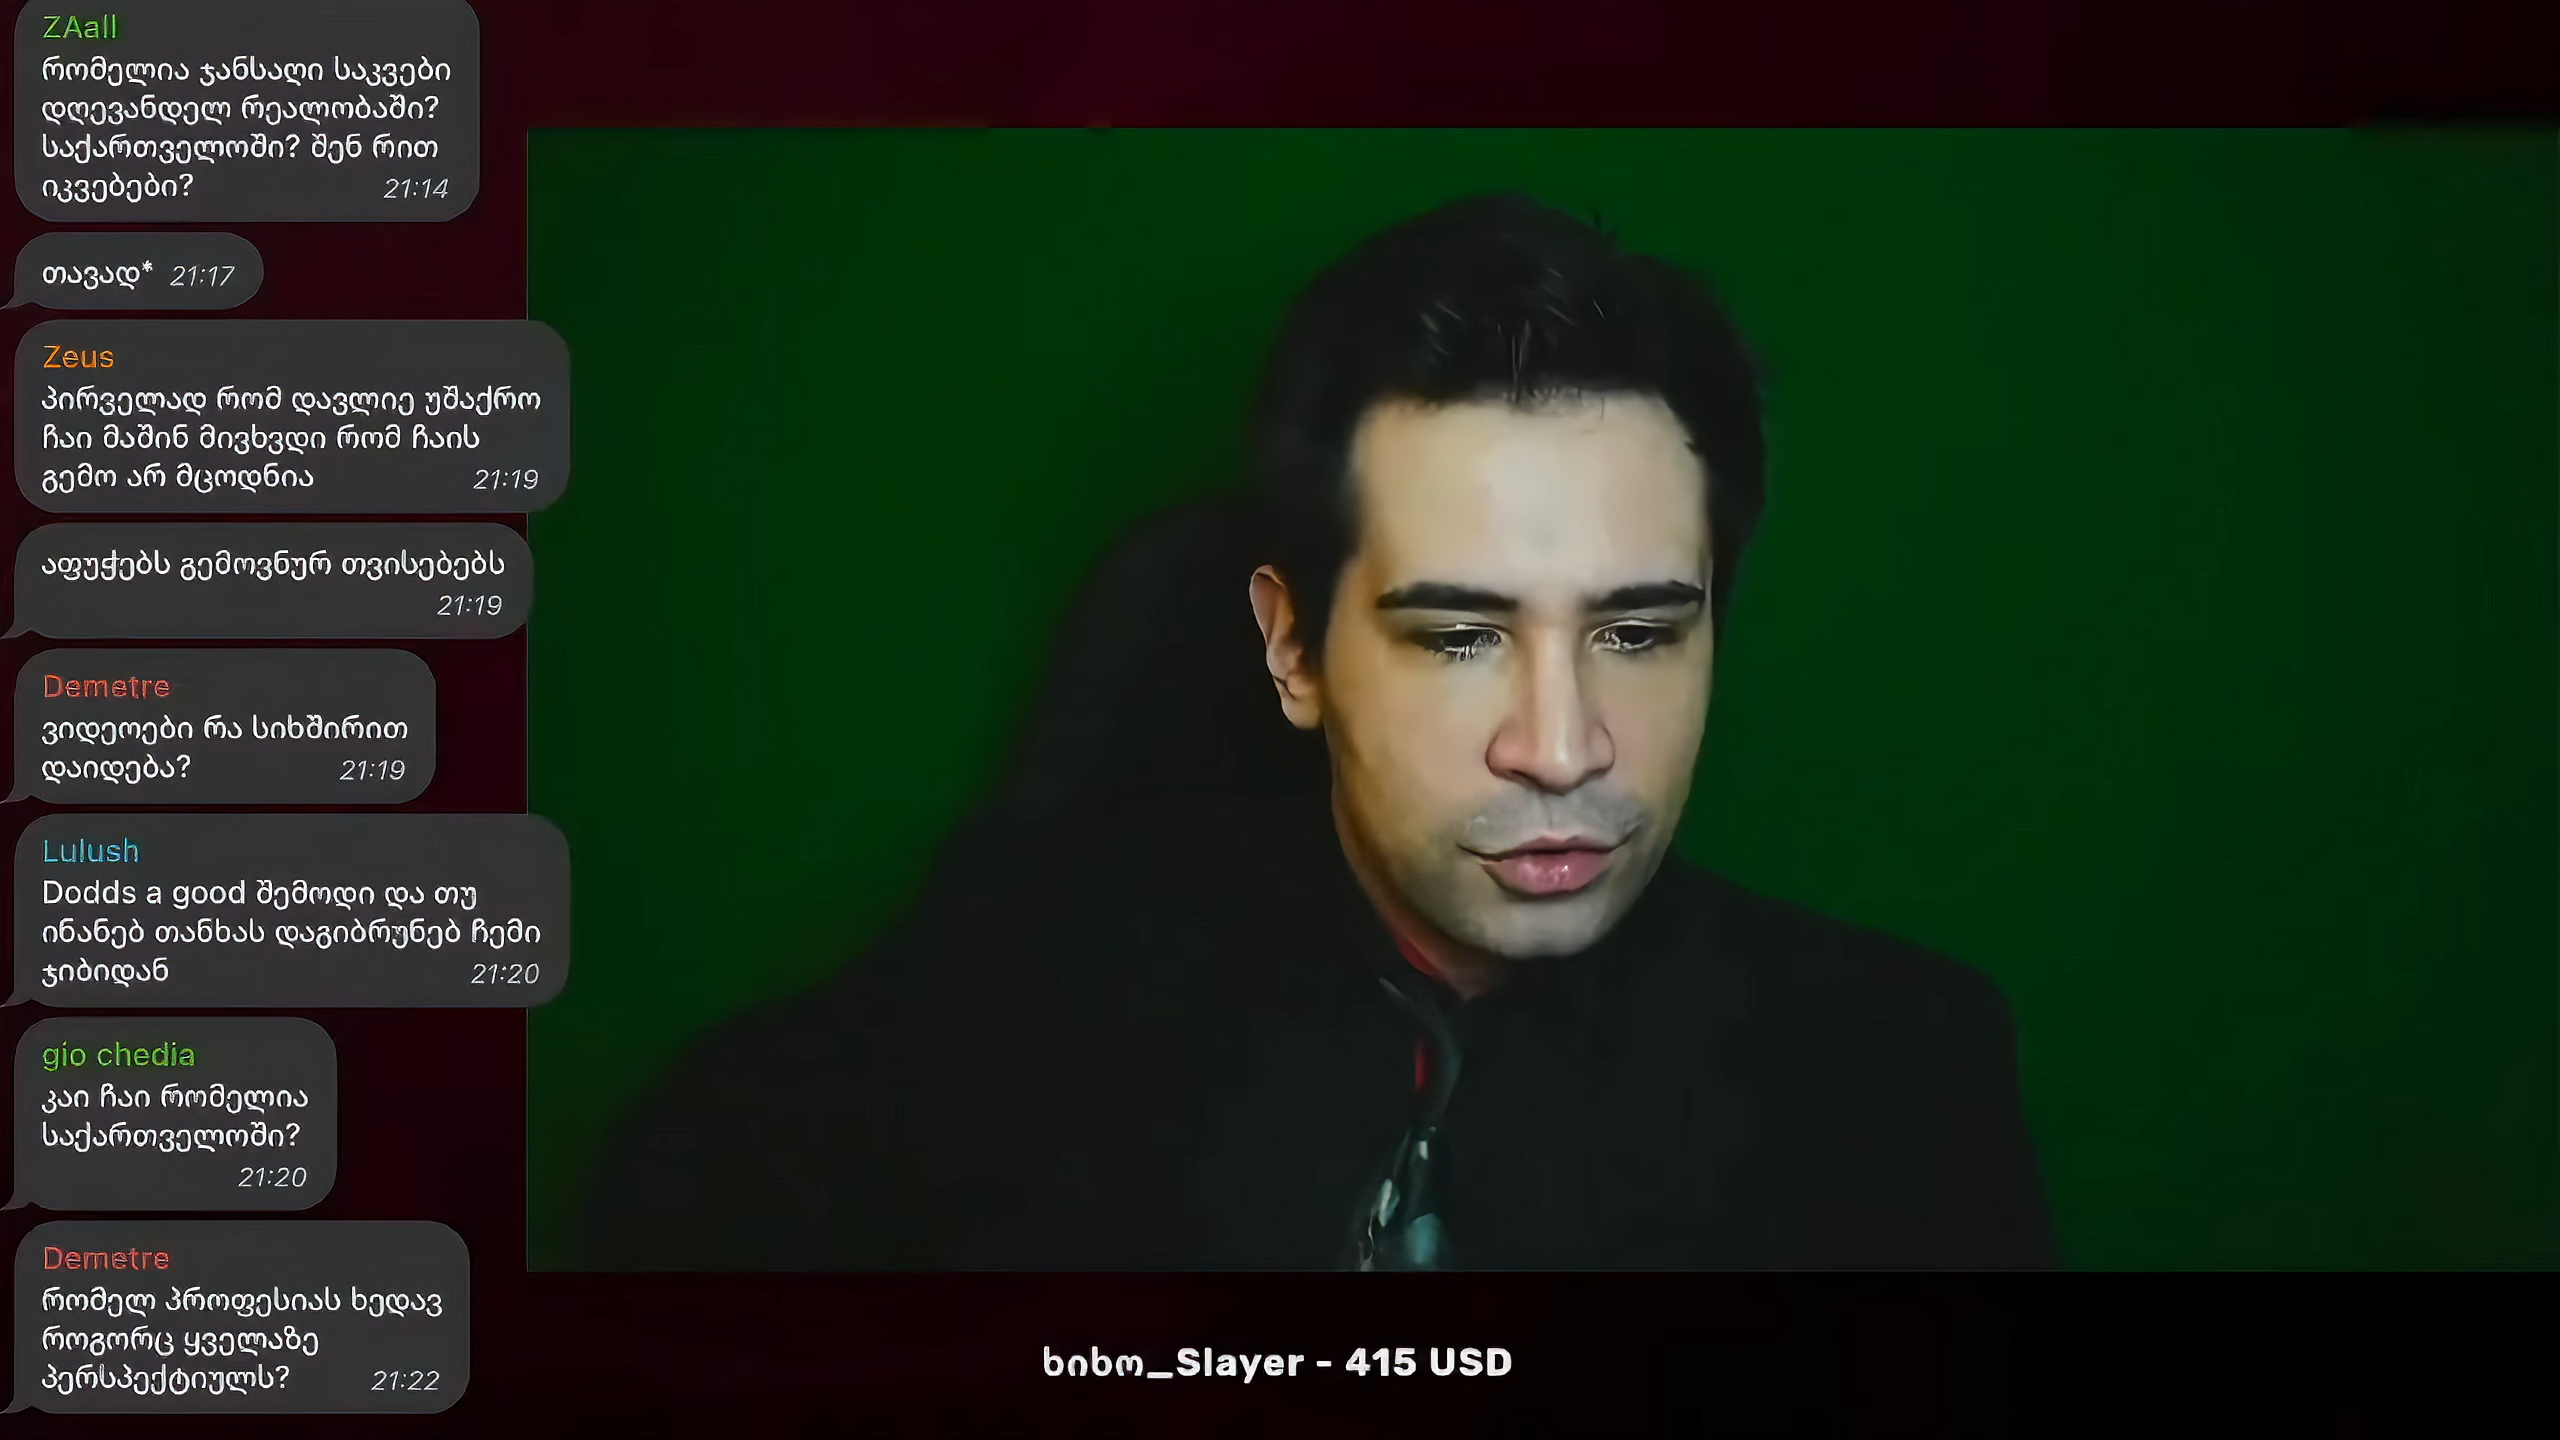 ZAall
რომელია ჯანსაღი საკვები
დღევანდელ რეალობაში?
საქართველოში? შენ რით
იკვებები? 21:14
თავად* 21:17
Zeus
პირველად რომ დავლიე უშაქრო
ჩაი მაშინ მივხვდი რომ ჩაის
გემო არ მცოდნია 21:19
აფუჭებს გემოვნურ თვისებებს
21:19
Demetre
ვიდეოები რა სიხშირით
დაიდება? 21:19
Lulush
Dodds a good შემოდი და თუ
ინანებ თანხას დაგიბრუნებ ჩემი
ჯიბიდან 21:20
gio chedia
კაი ჩაი რომელია
საქართველოში?
21:20
Demetre
რომელ პროფესიას ხედავ
როგორც ყველაზე
პერსპექტიულს? 21:22
სიხო_Slayer - 415 USD